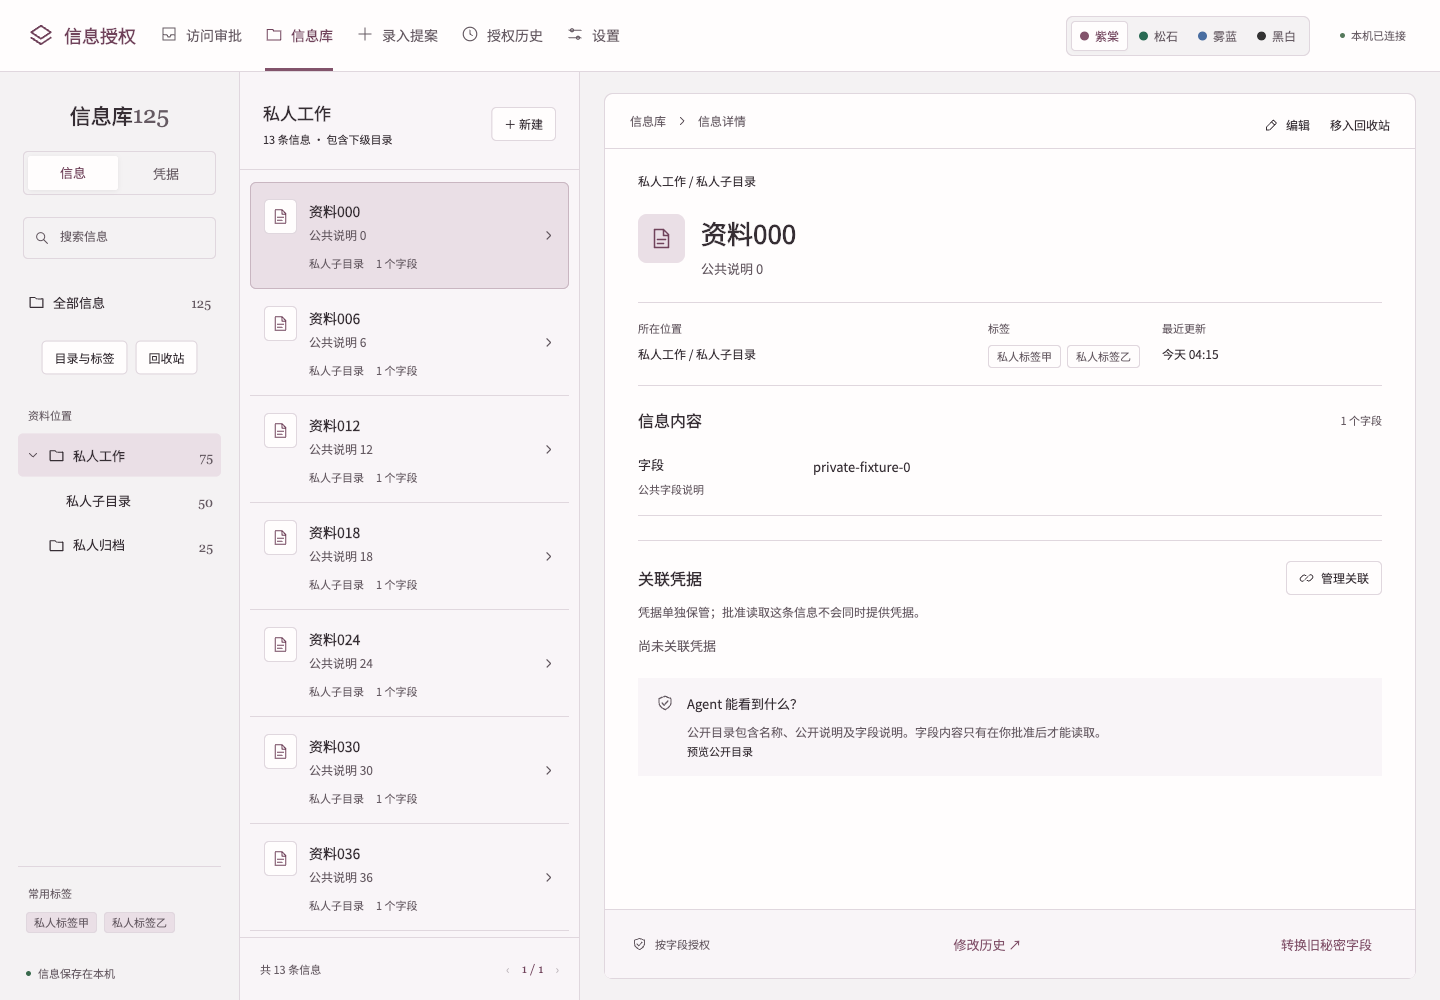 信息授权
访问审批
信息库
录入提案
授权历史
设置
紫棠
松石
雾蓝
黑白
本机已连接
信息库125
信息
凭据
搜索信息
全部信息 125
目录与标签
回收站
资料位置
私人工作 75
私人子目录 50
私人归档 25
常用标签
私人标签甲
私人标签乙
信息保存在本机
私人工作
13 条信息 · 包含下级目录
新建
资料000
公共说明 0
私人子目录 1 个字段
资料006
公共说明 6
私人子目录 1 个字段
资料012
公共说明 12
私人子目录 1 个字段
资料018
公共说明 18
私人子目录 1 个字段
资料024
公共说明 24
私人子目录 1 个字段
资料030
公共说明 30
私人子目录 1 个字段
资料036
公共说明 36
私人子目录 1 个字段
共 13 条信息
‹ 1 / 1 ›
信息库 > 信息详情
编辑
移入回收站
私人工作 / 私人子目录
资料000
公共说明 0
所在位置
私人工作 / 私人子目录
标签
私人标签甲
私人标签乙
最近更新
今天 04:15
信息内容
1 个字段
字段
公共字段说明
private-fixture-0
关联凭据
管理关联
凭据单独保管；批准读取这条信息不会同时提供凭据。
尚未关联凭据
Agent 能看到什么？
公开目录包含名称、公开说明及字段说明。字段内容只有在你批准后才能读取。
预览公开目录
按字段授权
修改历史 ↗
转换旧秘密字段